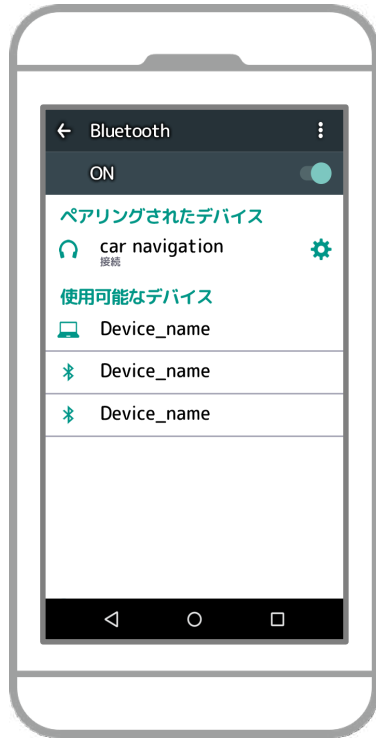 Bluetooth
ON
ペアリングされたデバイス
car navigation
接続
使用可能なデバイス
Device_name
Device_name
Device_name